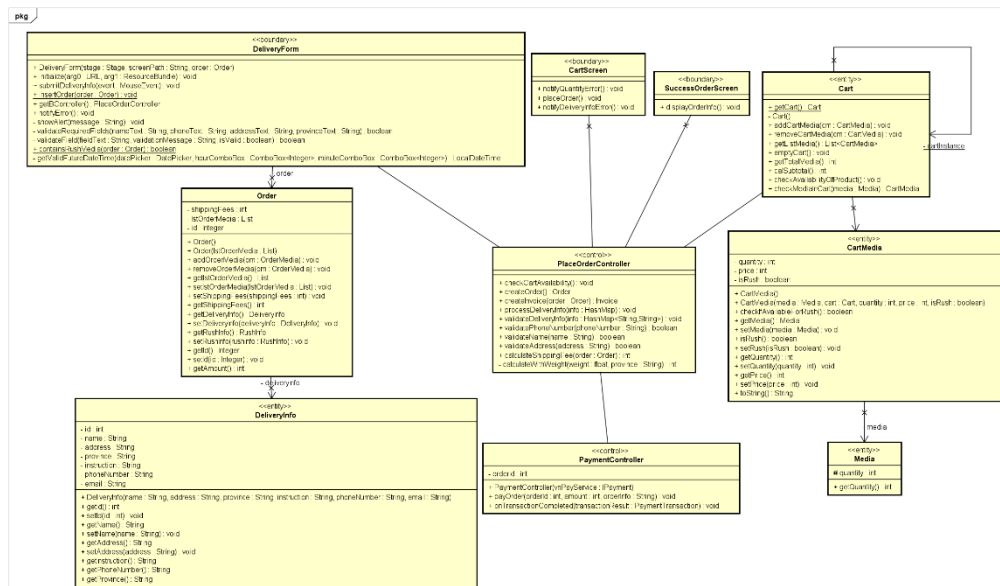 pkg
<<boundary>>
DeliveryForm
+ DeliveryForm(stage : Stage, screenPath : String, order : Order)
+ initialize(arg0 : URL, arg1 : ResourceBundle) : void
~ submitDeliveryInfo(event : MouseEvent) : void
+ insertOrder(order : Order) : void
+ getBController() : PlaceOrderController
+ notifyError() : void
- showAlert(message : String) : void
- validateRequiredFields(nameText : String, phoneText : String, addressText : String, provinceText : String) : boolean
- validateField(fieldText : String, validationMessage : String, isValid : boolean) : boolean
+ containsRushMedia(order : Order) : boolean
- getValidFutureDateTime(datePicker : DatePicker, hourComboBox : ComboBox<Integer>, minuteComboBox : ComboBox<Integer>) : LocalDateTime
- order
<<boundary>>
CartScreen
+ notifyQuantityError() : void
+ placeOrder() : void
+ notifyDeliveryInfoError() : void
<<boundary>>
SuccessOrderScreen
+ displayOrderInfo() : void
<<entity>>
Cart
+ getCart() : Cart
- Cart()
+ addCartMedia(cm : CartMedia) : void
+ removeCartMedia(cm : CartMedia) : void
+ getListMedia() : List<CartMedia>
+ emptyCart() : void
+ getTotalMedia() : int
+ calSubtotal() : int
+ checkAvailabilityOfProduct() : void
+ checkMediaInCart(media : Media) : CartMedia
- cartInstance
Order
- shippingFees : int
lstOrderMedia : List
- id : Integer
+ Order()
+ Order(lstOrderMedia : List)
+ addOrderMedia(om : OrderMedia) : void
+ removeOrderMedia(om : OrderMedia) : void
+ getlstOrderMedia() : List
+ setlstOrderMedia(lstOrderMedia : List) : void
+ setShippingFees(shippingFees : int) : void
+ getShippingFees() : int
+ getDeliveryInfo() : DeliveryInfo
+ setDeliveryInfo(deliveryInfo : DeliveryInfo) : void
+ getRushInfo() : RushInfo
+ setRushInfo(rushInfo : RushInfo) : void
+ getId() : Integer
+ setId(id : Integer) : void
+ getAmount() : int
- deliveryInfo
<<control>>
PlaceOrderController
+ checkCartAvailability() : void
+ createOrder() : Order
+ createInvoice(order : Order) : Invoice
+ processDeliveryInfo(info : HashMap) : void
+ validateDeliveryInfo(info : HashMap<String,String>) : void
+ validatePhoneNumber(phoneNumber : String) : boolean
+ validateName(name : String) : boolean
+ validateAddress(address : String) : boolean
+ calculateShippingFee(order : Order) : int
- calculateWithWeight(weight : float, province : String) : int
<<entity>>
CartMedia
quantity : int
- price : int
- isRush : boolean
+ CartMedia()
+ CartMedia(media : Media, cart : Cart, quantity : int, price : int, isRush : boolean)
+ checkIfAvailableForRush() : boolean
+ getMedia() : Media
+ setMedia(media : Media) : void
+ isRush() : boolean
+ setRush(isRush : boolean) : void
+ getQuantity() : int
+ setQuantity(quantity : int) : void
+ getPrice() : int
+ setPrice(price : int) : void
+ toString() : String
media
<<entity>>
DeliveryInfo
- id : int
- name : String
- address : String
- province : String
- instruction : String
phoneNumber : String
- email : String
+ DeliveryInfo(name : String, address : String, province : String, instruction : String, phoneNumber : String, email : String)
+ getId() : int
+ setId(id : int) : void
+ getName() : String
+ setName(name : String) : void
+ getAddress() : String
+ setAddress(address : String) : void
+ getInstruction() : String
+ getPhoneNumber() : String
+ getProvince() : String
<<control>>
PaymentController
- orderId : int
+ PaymentController(vnPayService : IPayment)
+ payOrder(orderId : int, amount : int, orderInfo : String) : void
+ onTransactionCompleted(transactionResult : PaymentTransaction) : void
<<entity>>
Media
# quantity : int
+ getQuantity() : int